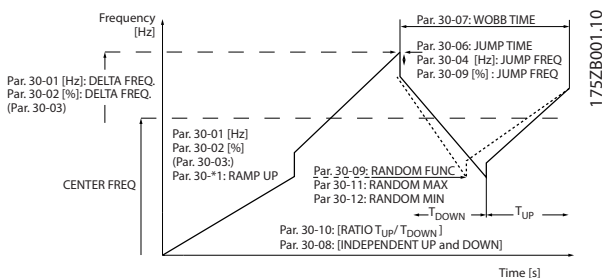 Frequency
[Hz]
Par. 30-07: WOBB TIME
Par. 30-06: JUMP TIME
Par. 30-04 [Hz]: JUMP FREQ
Par. 30-09 [%] : JUMP FREQ
175ZB001.10
Par. 30-01 [Hz]: DELTA FREQ.
Par. 30-02 [%]: DELTA FREQ.
(Par. 30-03)
Par. 30-01 [Hz]
Par. 30-02 [%]
(Par. 30-03:)
Par. 30-*1: RAMP UP
CENTER FREQ
Par. 30-09: RANDOM FUNC
Par 30-11: RANDOM MAX
Par 30-12: RANDOM MIN
TDOWN
TUP
Par. 30-10: [RATIO TUP/ TDOWN ]
Par. 30-08: [INDEPENDENT UP and DOWN]
Time [s]